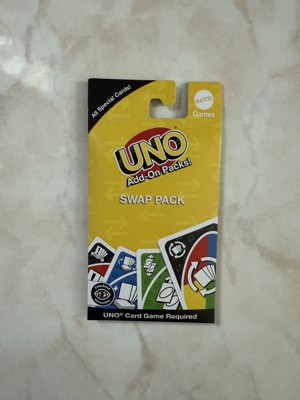 All Special Cards!
MATTEL
Games
UNO
Add-On Packs!
SWAP PACK
UNO® Card Game Required